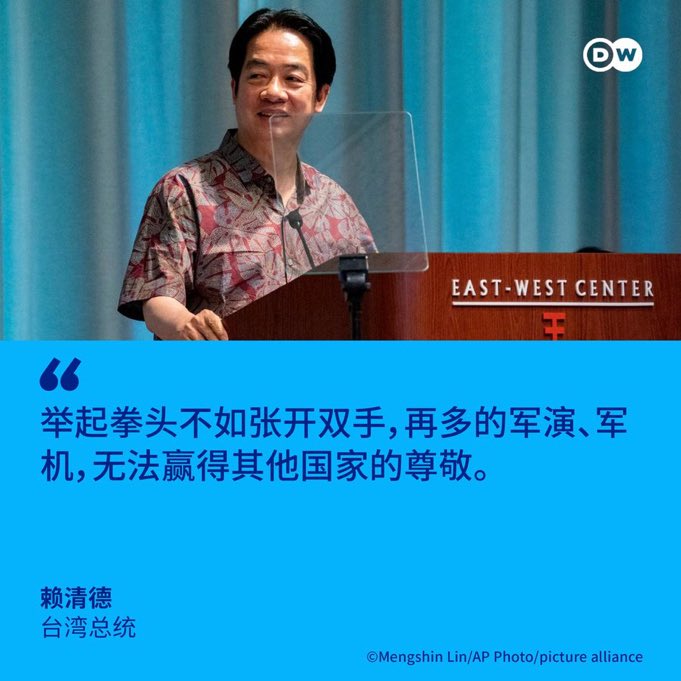 DW
EAST-WEST CENTER
“
举起拳头不如张开双手，再多的军演、军
机，无法赢得其他国家的尊敬。
赖清德
台湾总统
©Mengshin Lin/AP Photo/picture alliance